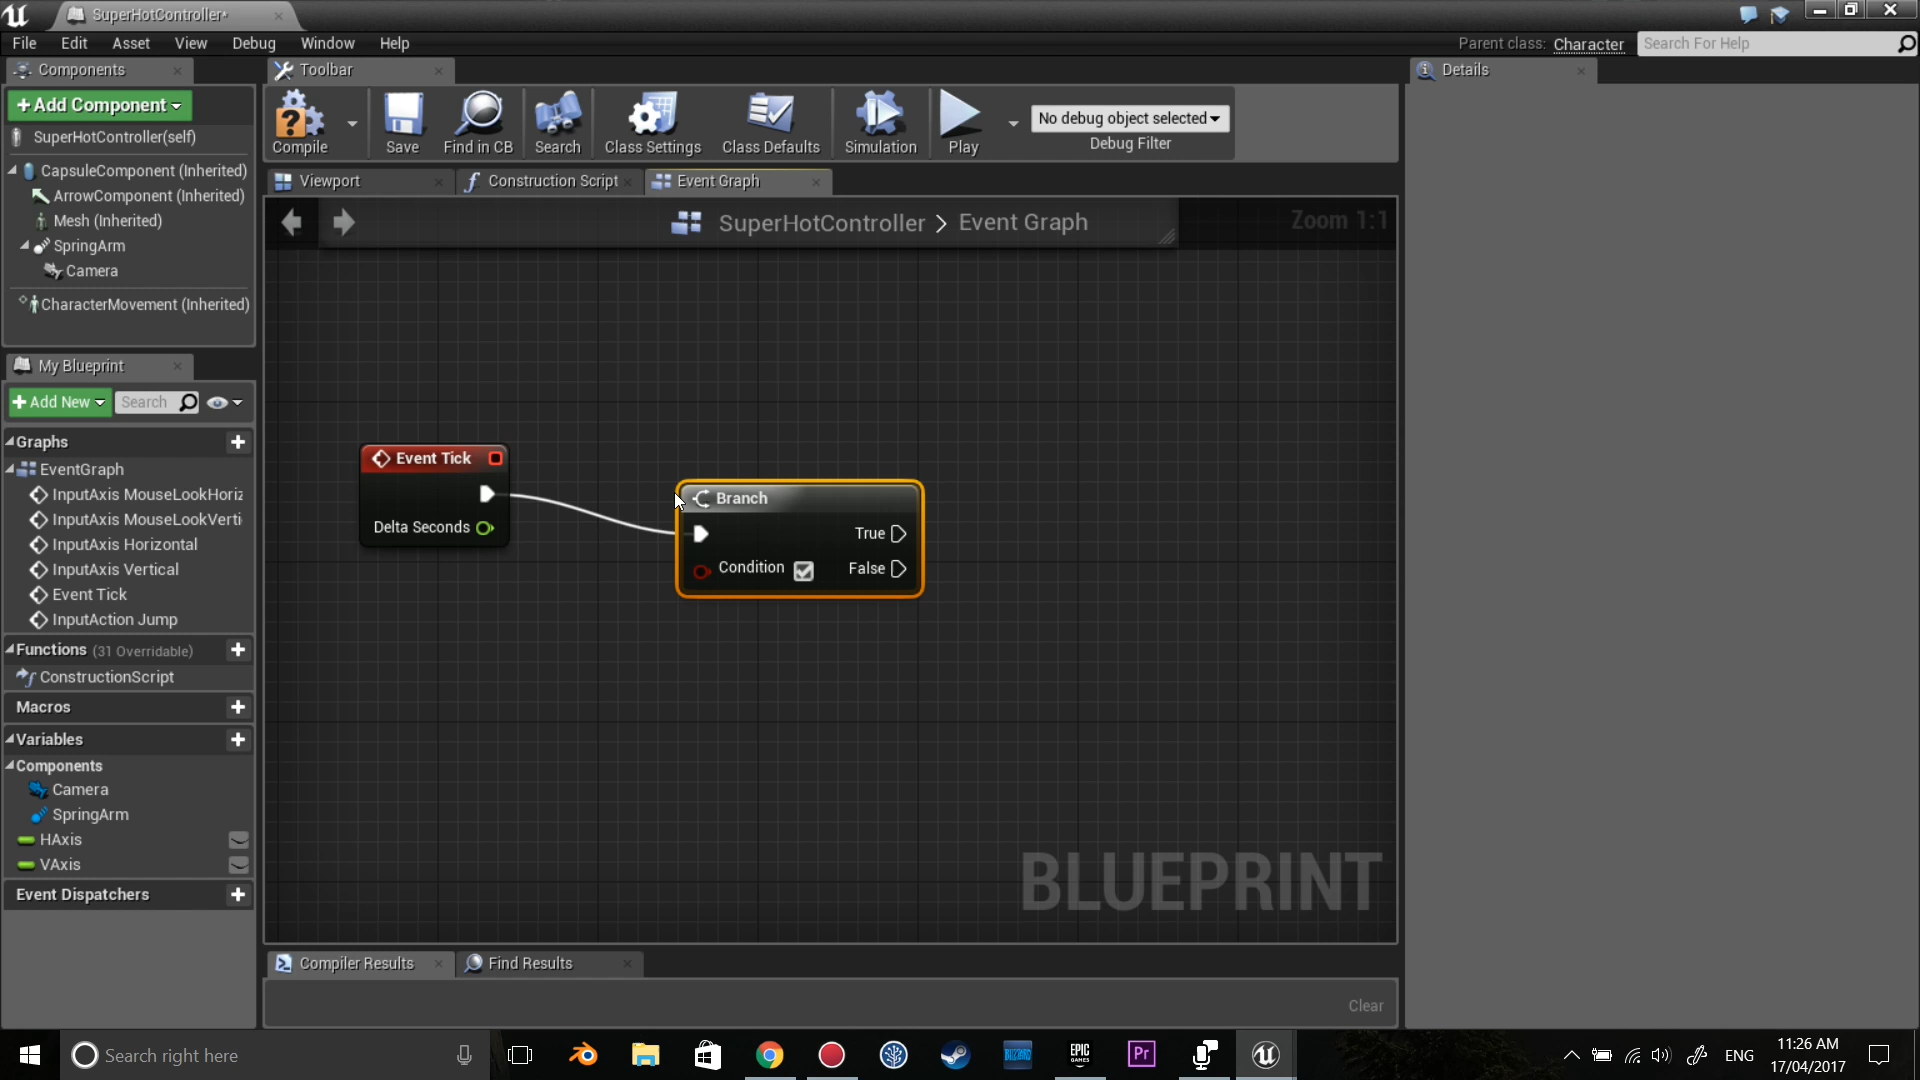 SuperHotController*
File Edit Asset View Debug Window Help
Parent class: Character Search For Help
Components
Toolbar
Details
+Add Component
SuperHotController(self)
CapsuleComponent (Inherited)
ArrowComponent (Inherited)
Mesh (Inherited)
SpringArm
Camera
CharacterMovement (Inherited)
Compile Save Find in CB Search Class Settings Class Defaults Simulation Play
No debug object selected
Debug Filter
Viewport Construction Script Event Graph
SuperHotController > Event Graph
Zoom 1:1
My Blueprint
+Add New Search
Graphs
EventGraph
InputAxis MouseLookHoriz
InputAxis MouseLookVerti
InputAxis Horizontal
InputAxis Vertical
Event Tick
InputAction Jump
Functions (31 Overridable)
ConstructionScript
Macros
Variables
Components
Camera
SpringArm
HAxis
VAxis
Event Dispatchers
Event Tick
Delta Seconds
Branch
True
Condition False
BLUEPRINT
Compiler Results Find Results
Clear
Search right here
BLIZZARD
EPIC
GAMES
Pr
ENG
11:26 AM
17/04/2017